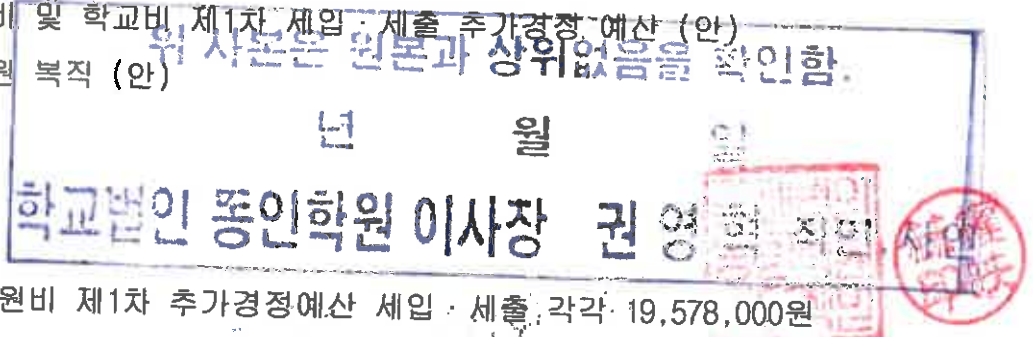 비 및 학교비 제1차 세입·세출 추가경정 예산 (안)
위 사본은 원본과 상위없음을 확인함.
원 복직 (안)
년 월 일
학교법인 동인학원 이사장 권 영
원비 제1차 추가경정예산 세입·세출 각각 19,578,000원